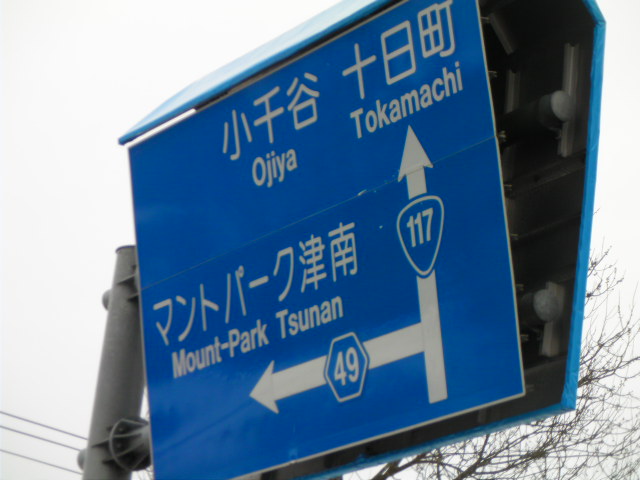 小千谷 十日町
Ojiya Tokamachi
117
マントパーク津南
Mount-Park Tsunan
49